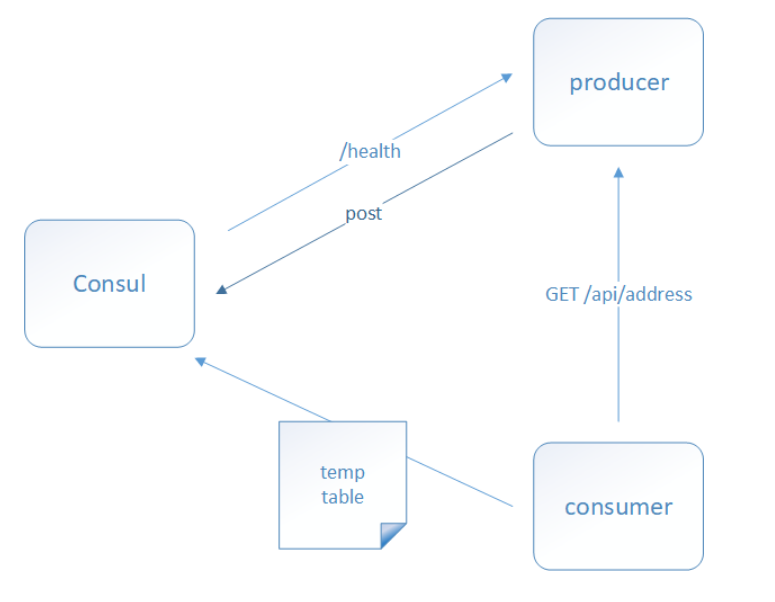 producer
/health
post
Consul
GET /api/address
temp
table
consumer